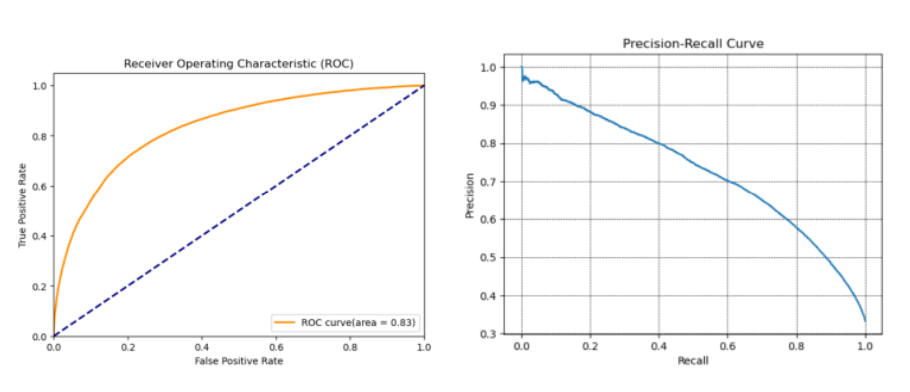 Receiver Operating Characteristic (ROC)
True Positive Rate
1.0
0.8
0.6
0.4
0.2
0.0
ROC curve(area = 0.83)
0.0 0.2 0.4 0.6 0.8 1.0
False Positive Rate
Precision-Recall Curve
Precision
1.0
0.9
0.8
0.7
0.6
0.5
0.4
0.3
0.0 0.2 0.4 0.6 0.8 1.0
Recall